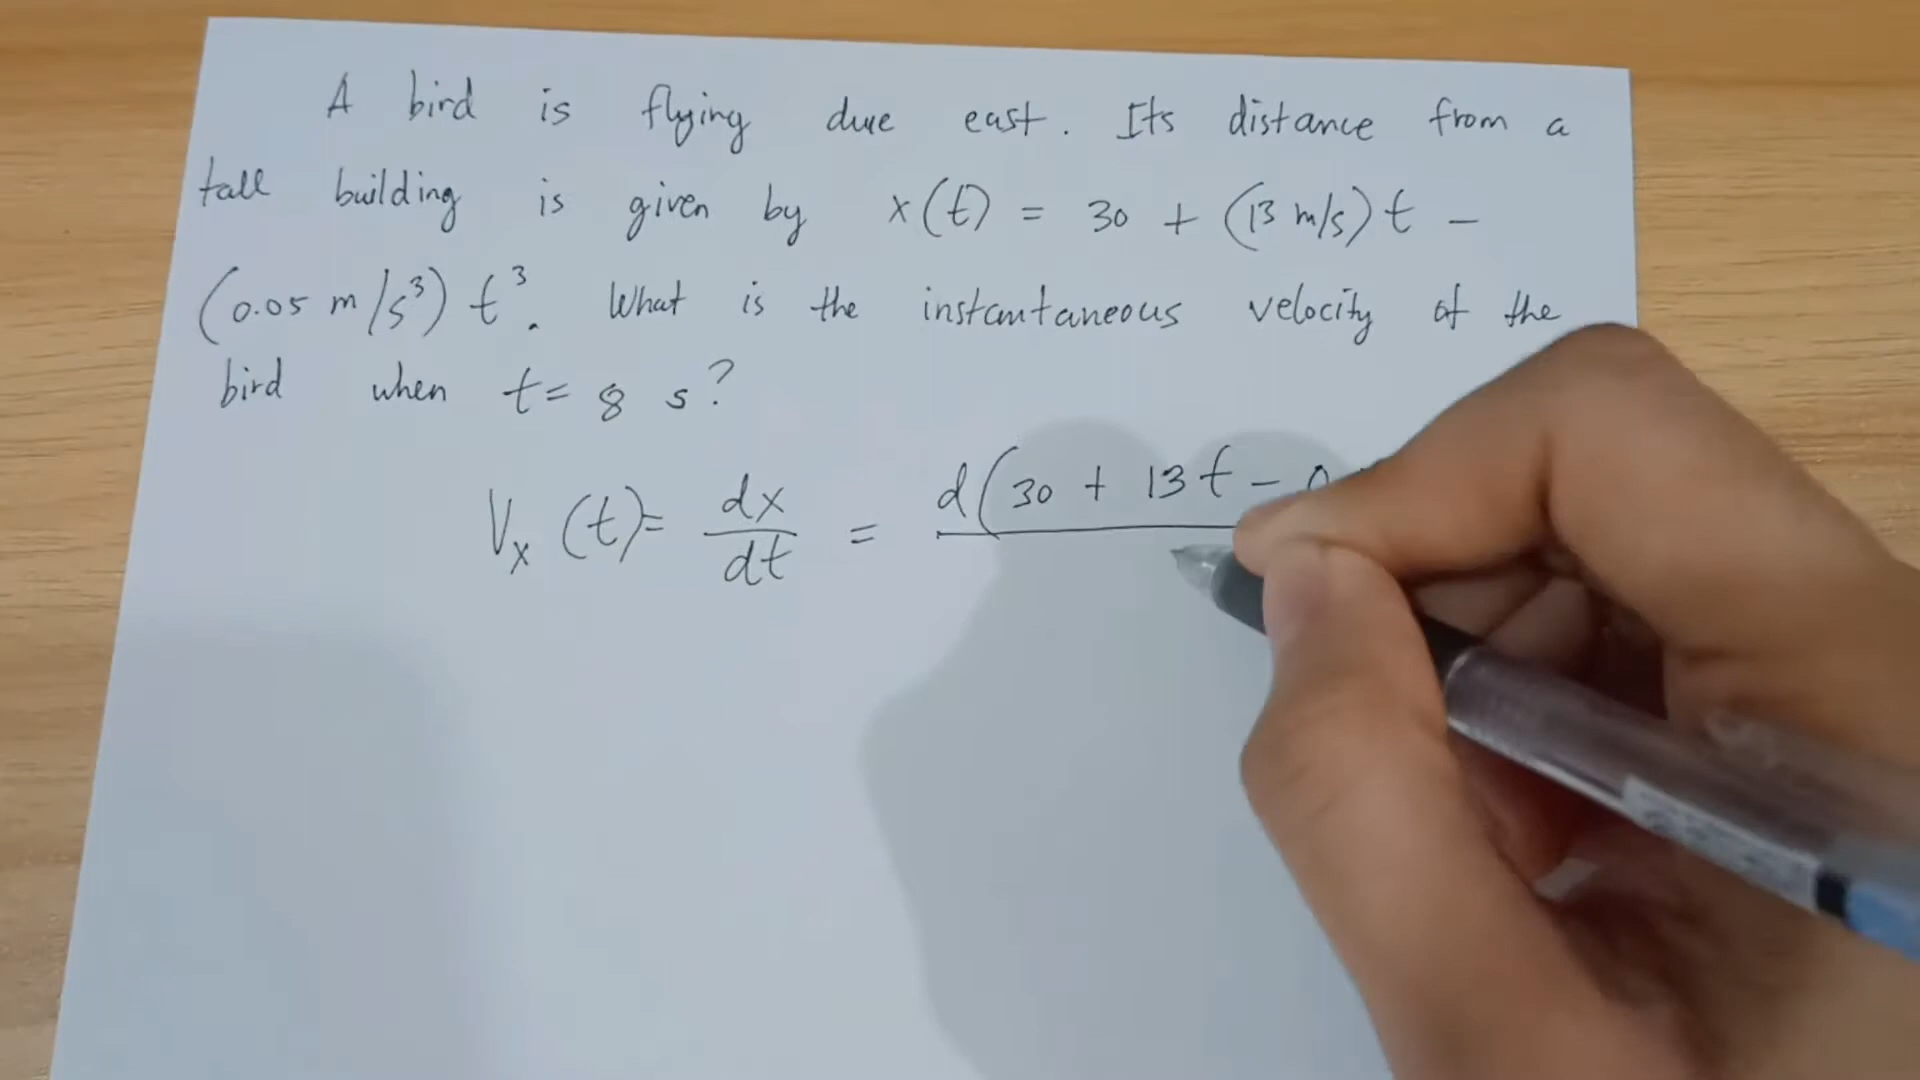 A bird is flying due east. Its distance from a
tall building is given by x(t) = 30 + (13 m/s) t -
(0.05 m/s³) t³. What is the instantaneous velocity of the
bird when t = 8 s?
Vx (t) = dx/dt = d(30 + 13t - 0